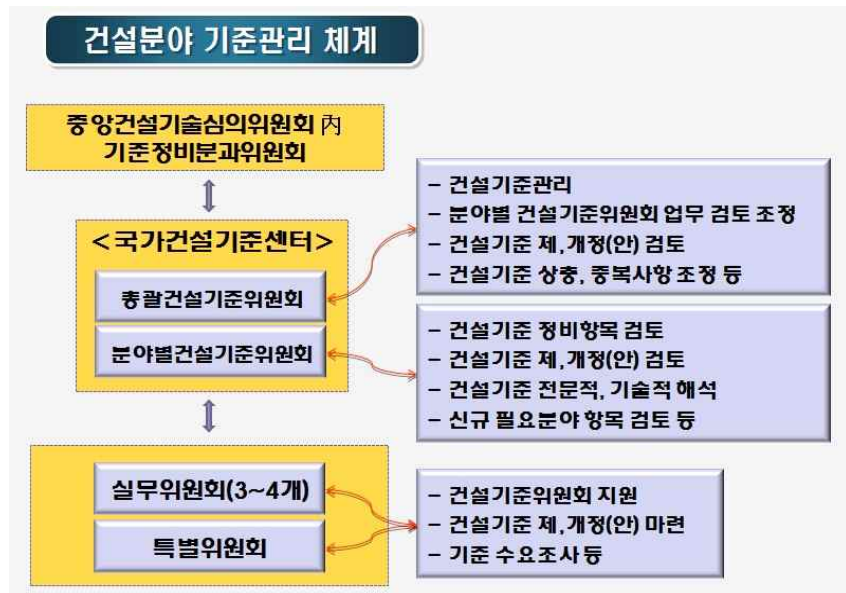 건설분야 기준관리 체계
중앙건설기술심의위원회 內
기준정비분과위원회
<국가건설기준센터>
총괄건설기준위원회
분야별건설기준위원회
- 건설기준관리
- 분야별 건설기준위원회 업무 검토 조정
- 건설기준 제,개정(안) 검토
- 건설기준 상충, 중복사항 조정 등
- 건설기준 정비항목 검토
- 건설기준 제,개정(안) 검토
- 건설기준 전문적, 기술적 해석
- 신규 필요분야 항목 검토 등
실무위원회(3~4개)
특별위원회
- 건설기준위원회 지원
- 건설기준 제,개정(안) 마련
- 기준 수요조사 등